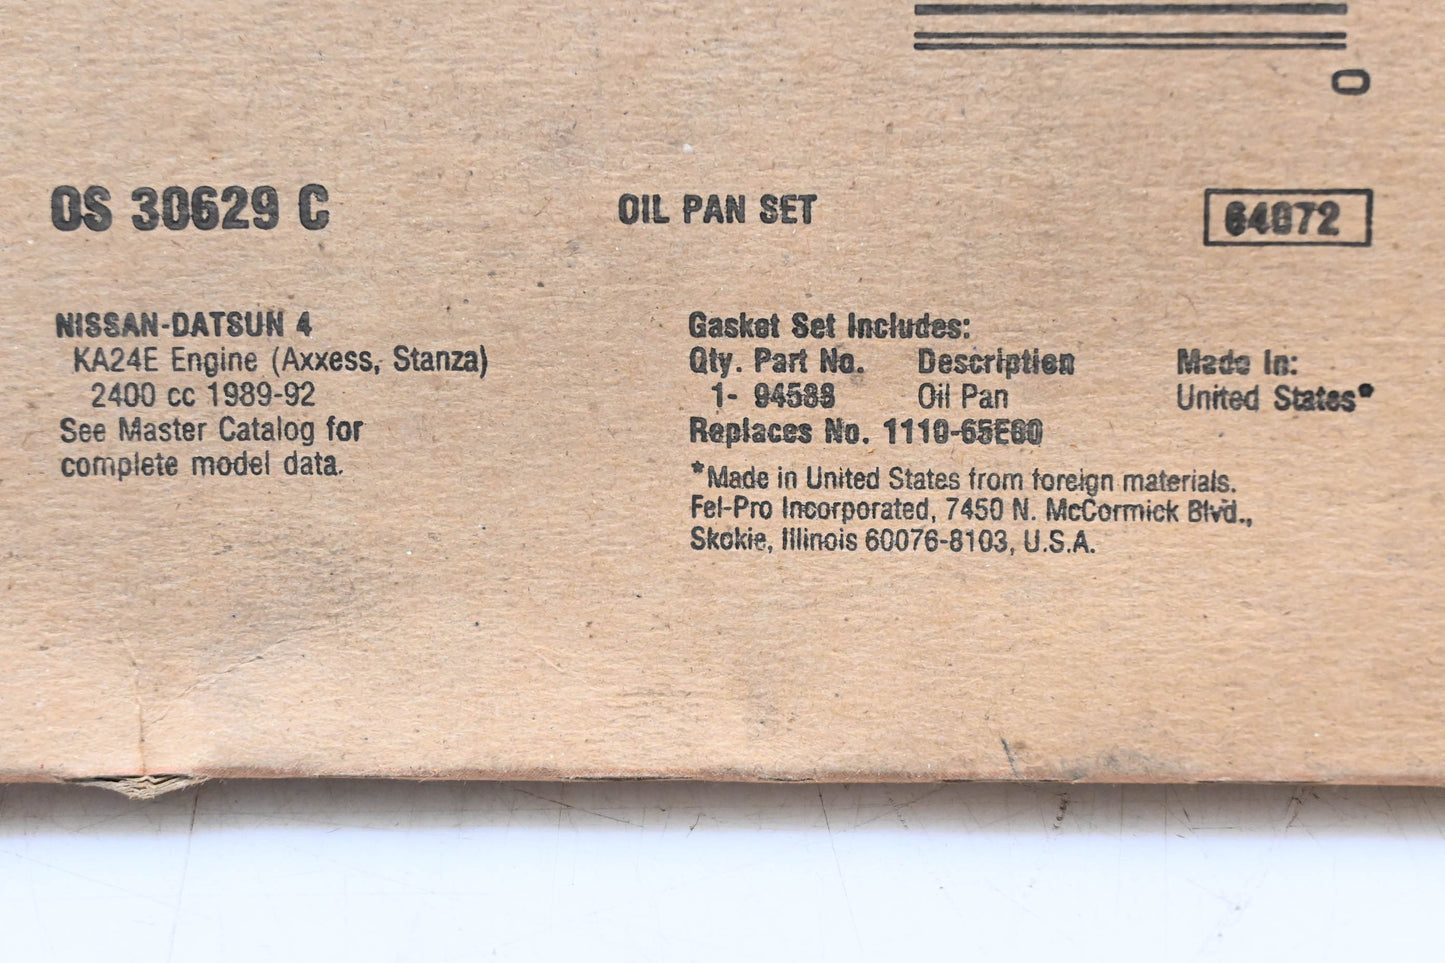 0
OS 30629 C
OIL PAN SET
64072
NISSAN-DATSUN 4
KA24E Engine (Axxess, Stanza)
2400 cc 1989-92
See Master Catalog for
complete model data.
Gasket Set Includes:
Qty. Part No. Description Made In:
1- 94588 Oil Pan United States*
Replaces No. 1110-65E60
*Made in United States from foreign materials.
Fel-Pro Incorporated, 7450 N. McCormick Blvd.,
Skokie, Illinois 60076-8103, U.S.A.